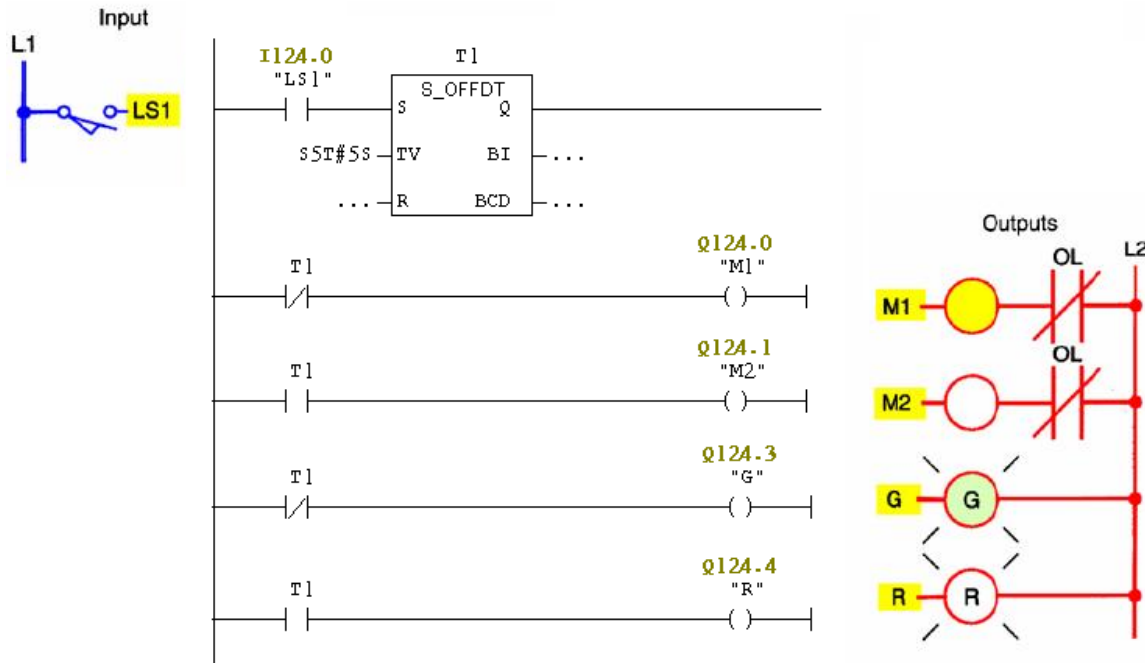 Input
L1
LS1
I124.0
"LS1"
T1
S_OFFDT
S Q
S5T#5S TV BI ...
... R BCD ...
Q124.0
T1 "M1"
Q124.1
T1 "M2"
Q124.3
T1 "G"
Q124.4
T1 "R"
Outputs
OL L2
M1
OL
M2
G G
R R